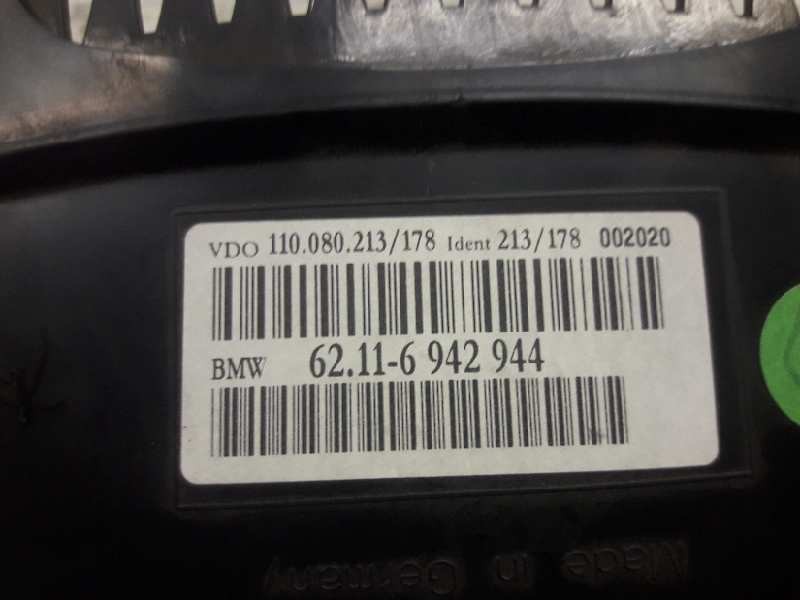 VDO 110.080.213/178 Ident 213/178 002020
BMW 62.11-6 942 944
Made in
Germany